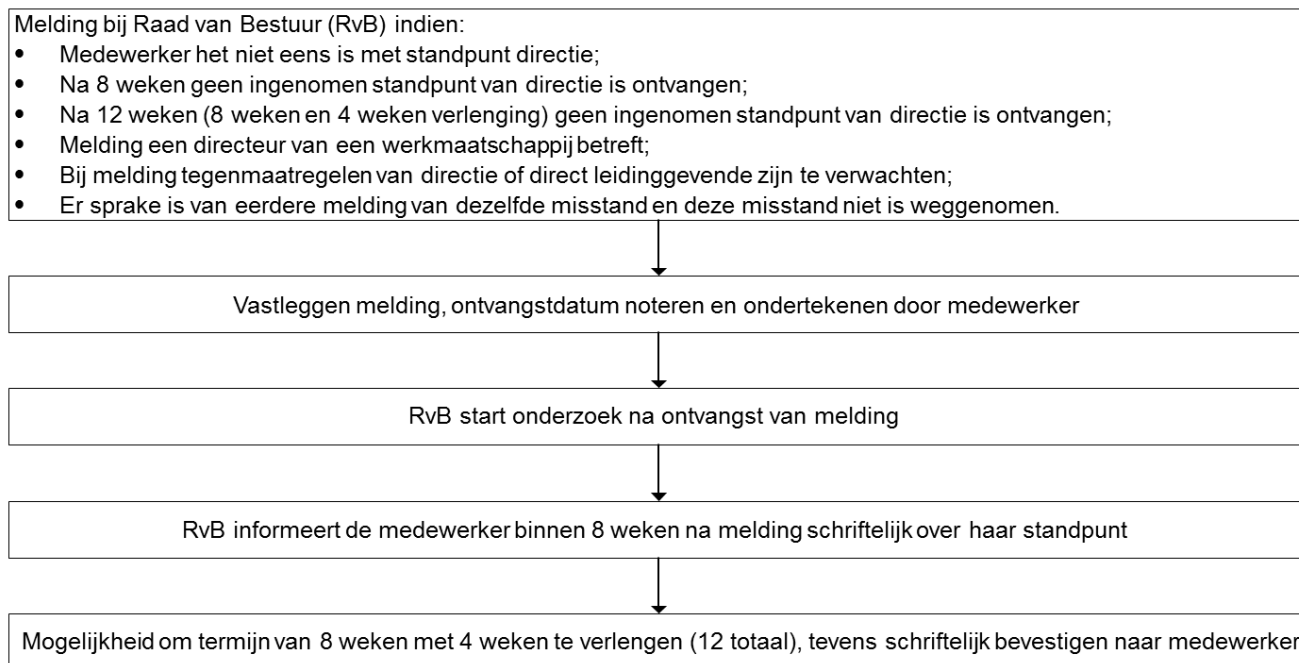 Melding bij Raad van Bestuur (RvB) indien:
• Medewerker het niet eens is met standpunt directie;
• Na 8 weken geen ingenomen standpunt van directie is ontvangen;
• Na 12 weken (8 weken en 4 weken verlenging) geen ingenomen standpunt van directie is ontvangen;
• Melding een directeur van een werkmaatschappij betreft;
• Bij melding tegenmaatregelen van directie of direct leidinggevende zijn te verwachten;
• Er sprake is van eerdere melding van dezelfde misstand en deze misstand niet is weggenomen.
Vastleggen melding, ontvangstdatum noteren en ondertekenen door medewerker
RvB start onderzoek na ontvangst van melding
RvB informeert de medewerker binnen 8 weken na melding schriftelijk over haar standpunt
Mogelijkheid om termijn van 8 weken met 4 weken te verlengen (12 totaal), tevens schriftelijk bevestigen naar medewerker